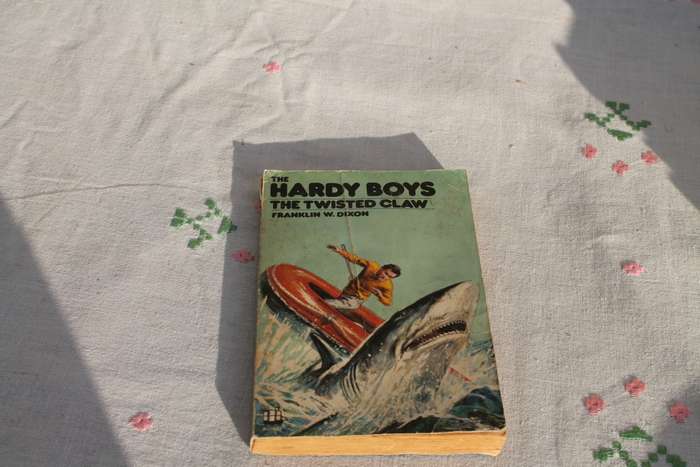 THE
HARDY BOYS
THE TWISTED CLAW
FRANKLIN W. DIXON